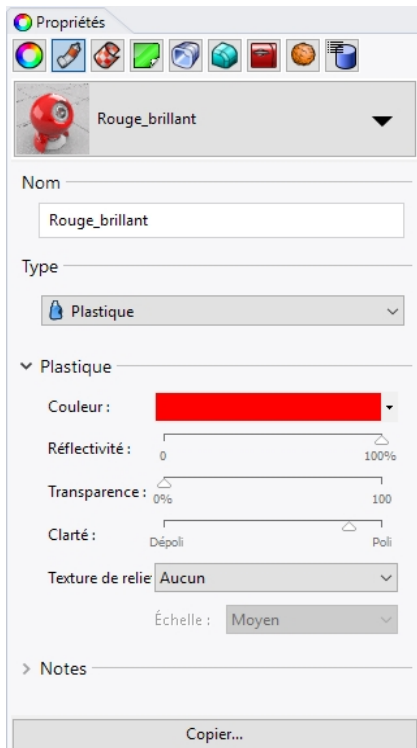 Propriétés
Rouge_brillant
Nom
Rouge_brillant
Type
Plastique
Plastique
Couleur :
Réflectivité :
0 100%
Transparence :
0% 100
Clarté :
Dépoli Poli
Texture de relie Aucun
Échelle : Moyen
Notes
Copier...